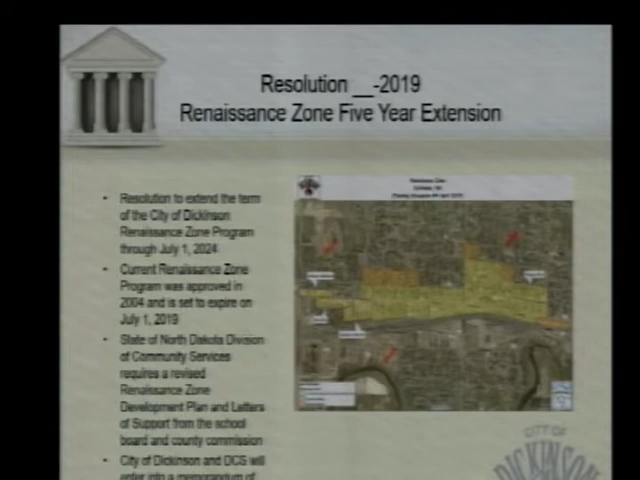 Resolution __-2019
Renaissance Zone Five Year Extension
• Resolution to extend the term
of the City of Dickinson
Renaissance Zone Program
through July 1, 2024
• Current Renaissance Zone
Program was approved in
2004 and is set to expire on
July 1, 2019
• State of North Dakota Division
of Community Services
requires a revised
Renaissance Zone
Development Plan and Letters
of Support from the school
board and county commission
• City of Dickinson and DCS will
enter into a memorandum of
CITY OF
DICKINSON